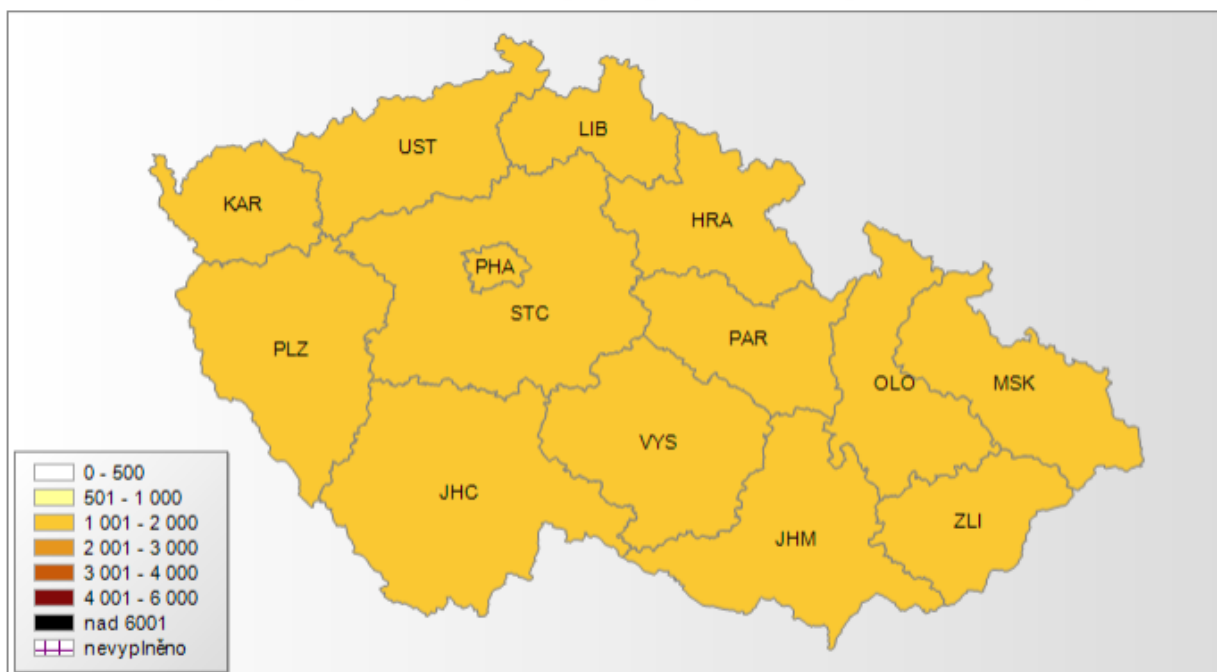 UST
LIB
KAR
HRA
PHA
STC
PAR
PLZ
OLO
MSK
VYS
JHC
ZLI
JHM
0 - 500
501 - 1 000
1 001 - 2 000
2 001 - 3 000
3 001 - 4 000
4 001 - 6 000
nad 6001
nevyplněno